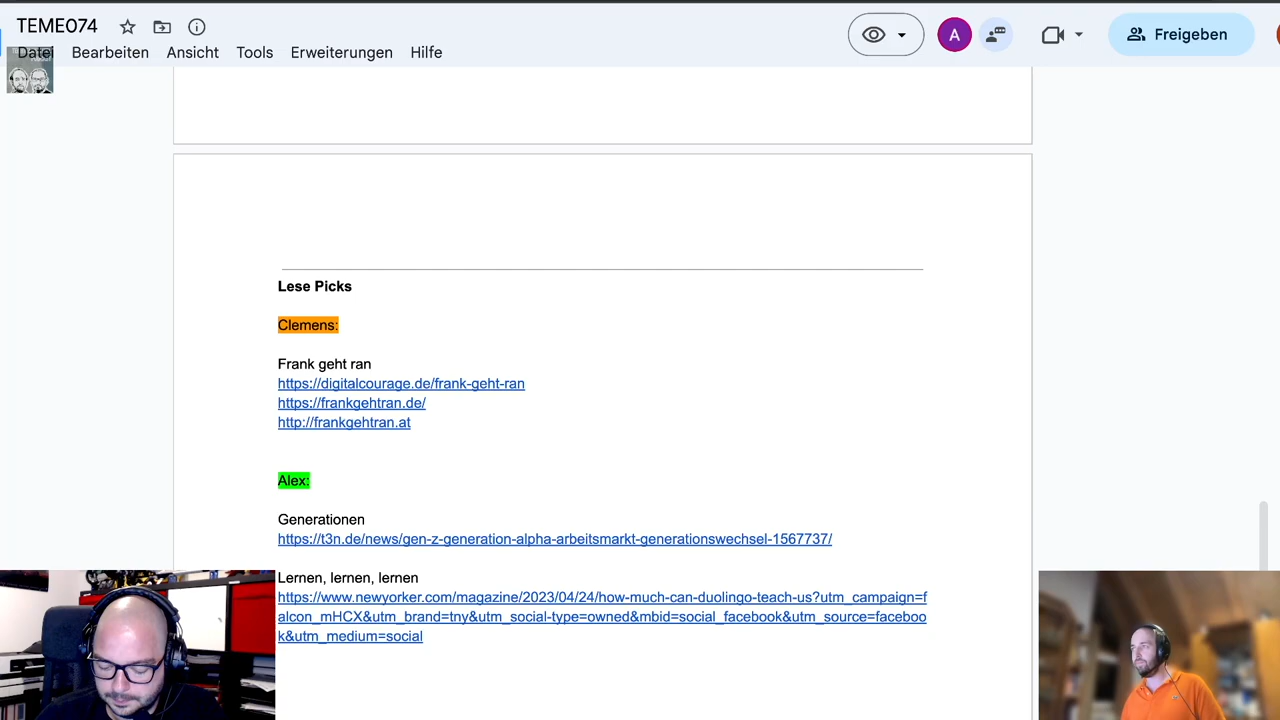 TEME074
Datei Bearbeiten Ansicht Tools Erweiterungen Hilfe
A
Freigeben
Lese Picks
Clemens:
Frank geht ran
https://digitalcourage.de/frank-geht-ran
https://frankgehtran.de/
http://frankgehtran.at
Alex:
Generationen
https://t3n.de/news/gen-z-generation-alpha-arbeitsmarkt-generationswechsel-1567737/
Lernen, lernen, lernen
https://www.newyorker.com/magazine/2023/04/24/how-much-can-duolingo-teach-us?utm_campaign=f
alcon_mHCX&utm_brand=tny&utm_social-type=owned&mbid=social_facebook&utm_source=faceboo
k&utm_medium=social